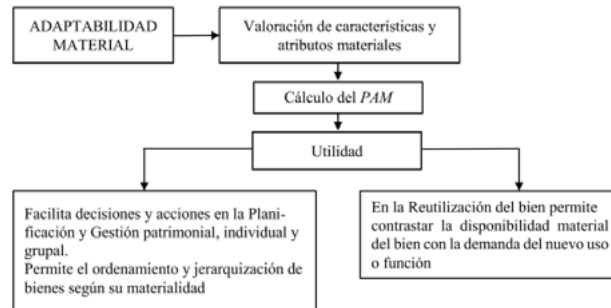 ADAPTABILIDAD
MATERIAL
Valoración de características y
atributos materiales
Cálculo del PAM
Utilidad
Facilita decisiones y acciones en la Plani-
ficación y Gestión patrimonial, individual y
grupal.
Permite el ordenamiento y jerarquización de
bienes según su materialidad
En la Reutilización del bien permite
contrastar la disponibilidad material
del bien con la demanda del nuevo uso
o función